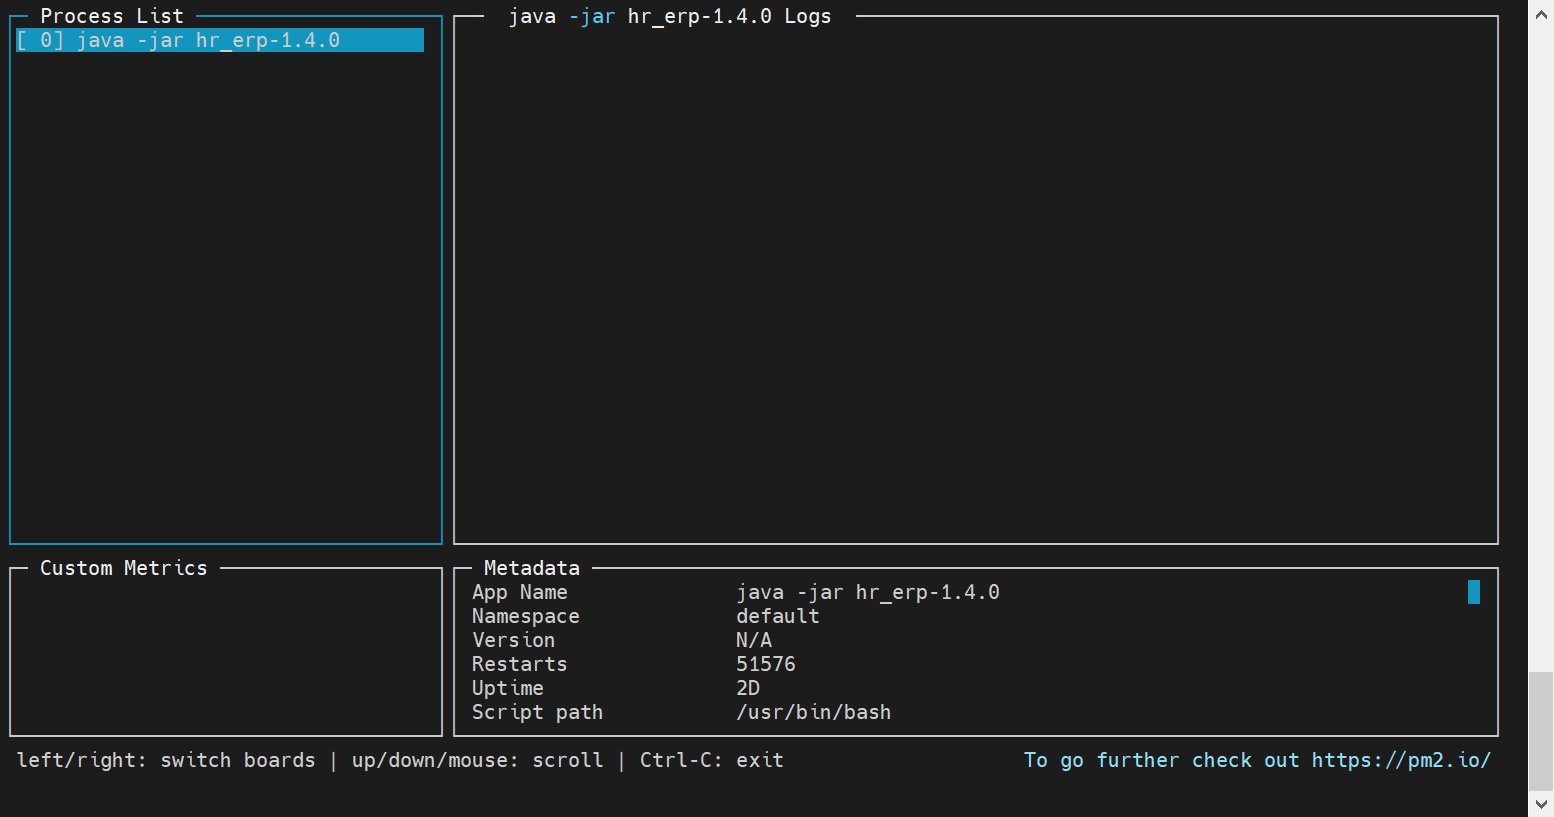 Process List
[ 0] java -jar hr_erp-1.4.0
java -jar hr_erp-1.4.0 Logs
Custom Metrics
Metadata
App Name java -jar hr_erp-1.4.0
Namespace default
Version N/A
Restarts 51576
Uptime 2D
Script path /usr/bin/bash
left/right: switch boards | up/down/mouse: scroll | Ctrl-C: exit To go further check out https://pm2.io/